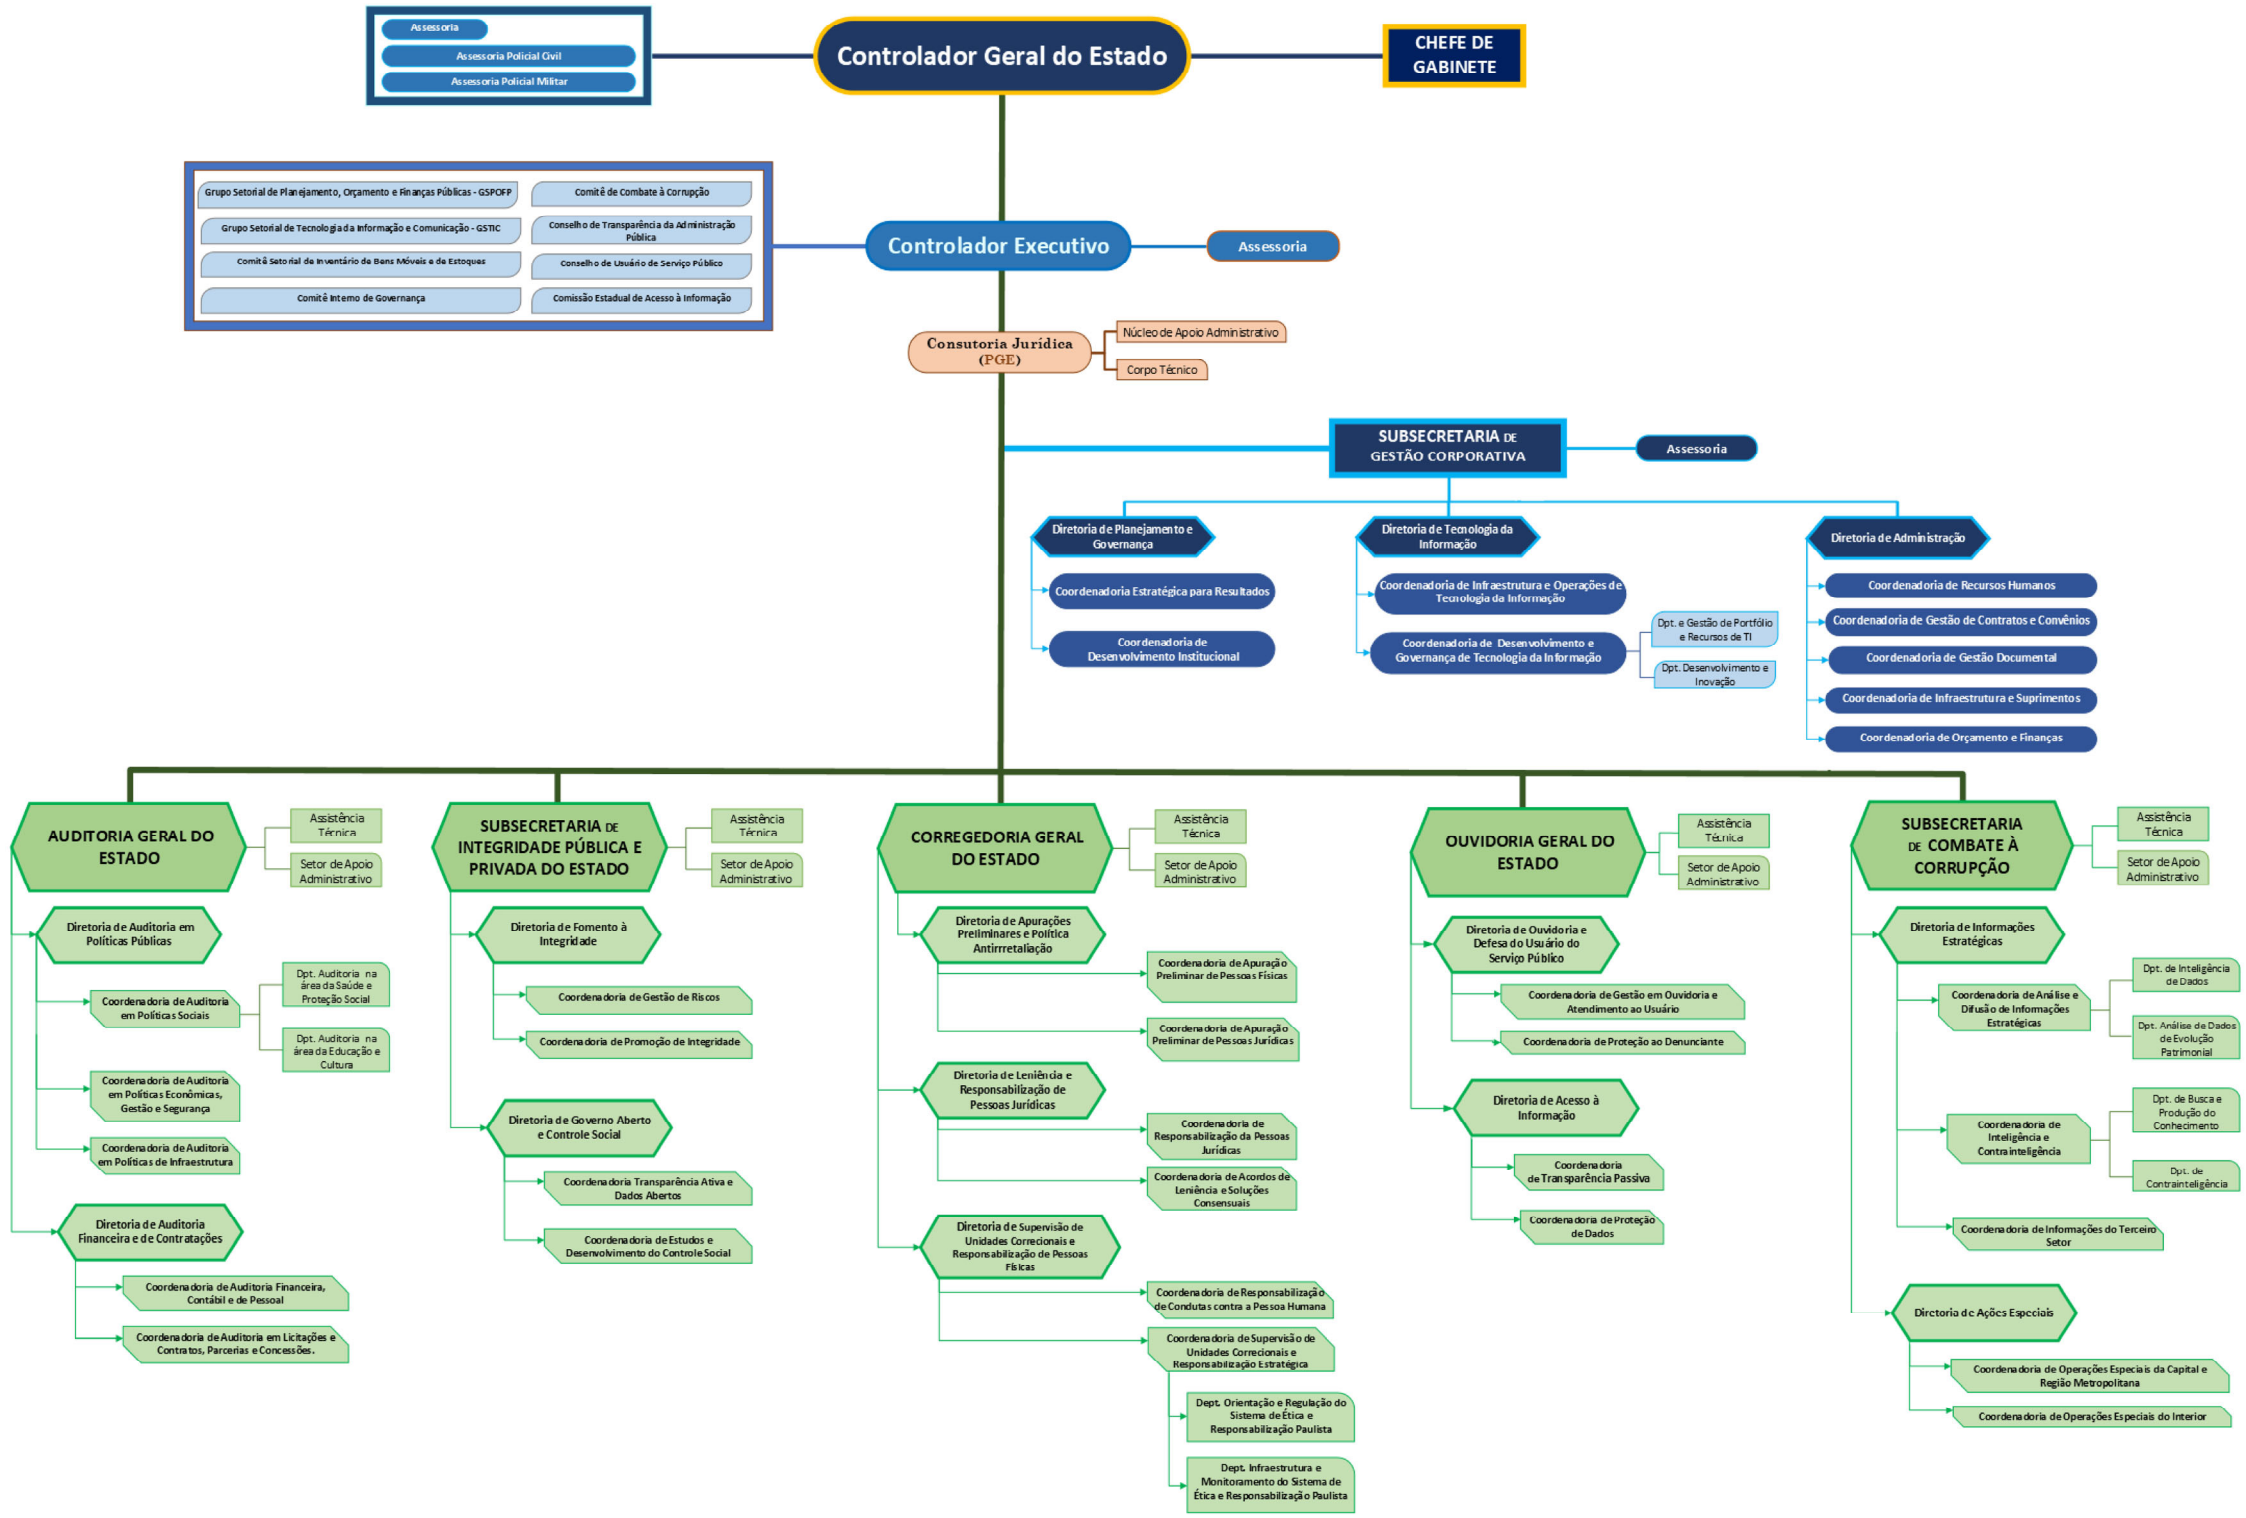 Assessoria
Assessoria Policial Civil
Assessoria Policial Militar
Controlador Geral do Estado
CHEFE DE
GABINETE
Grupo Setorial de Planejamento, Orçamento e Finanças Públicas - GSPOFP
Comitê de Combate à Corrupção
Grupo Setorial de Tecnologia da Informação e Comunicação - GSTIC
Conselho de Transparência da Administração
Pública
Comitê Setorial de Inventário de Bens Móveis e de Estoques
Conselho de Usuário de Serviço Público
Comitê Interno de Governança
Comissão Estadual de Acesso à Informação
Controlador Executivo
Assessoria
Consutoria Jurídica
(PGE)
Núcleo de Apoio Administrativo
Corpo Técnico
SUBSECRETARIA DE
GESTÃO CORPORATIVA
Assessoria
Diretoria de Planejamento e
Governança
Coordenadoria Estratégica para Resultados
Coordenadoria de
Desenvolvimento Institucional
Diretoria de Tecnologia da
Informação
Coordenadoria de Infraestrutura e Operações de
Tecnologia da Informação
Coordenadoria de Desenvolvimento e
Governança de Tecnologia da Informação
Dpt. e Gestão de Portfólio
e Recursos de TI
Dpt. Desenvolvimento e
Inovação
Diretoria de Administração
Coordenadoria de Recursos Humanos
Coordenadoria de Gestão de Contratos e Convênios
Coordenadoria de Gestão Documental
Coordenadoria de Infraestrutura e Suprimentos
Coordenadoria de Orçamento e Finanças
AUDITORIA GERAL DO
ESTADO
Assistência
Técnica
Setor de Apoio
Administrativo
Diretoria de Auditoria em
Políticas Públicas
Coordenadoria de Auditoria
em Políticas Sociais
Dpt. Auditoria na
área da Saúde e
Proteção Social
Dpt. Auditoria na
área da Educação e
Cultura
Coordenadoria de Auditoria
em Políticas Econômicas,
Gestão e Segurança
Coordenadoria de Auditoria
em Políticas de Infraestrutura
Diretoria de Auditoria
Financeira e de Contratações
Coordenadoria de Auditoria Financeira,
Contábil e de Pessoal
Coordenadoria de Auditoria em Licitações e
Contratos, Parcerias e Concessões.
SUBSECRETARIA DE
INTEGRIDADE PÚBLICA E
PRIVADA DO ESTADO
Assistência
Técnica
Setor de Apoio
Administrativo
Diretoria de Fomento à
Integridade
Coordenadoria de Gestão de Riscos
Coordenadoria de Promoção de Integridade
Diretoria de Governo Aberto
e Controle Social
Coordenadoria Transparência Ativa e
Dados Abertos
Coordenadoria de Estudos e
Desenvolvimento do Controle Social
CORREGEDORIA GERAL
DO ESTADO
Assistência
Técnica
Setor de Apoio
Administrativo
Diretoria de Apurações
Preliminares e Política
Antirrretaliação
Coordenadoria de Apuração
Preliminar de Pessoas Físicas
Coordenadoria de Apuração
Preliminar de Pessoas Jurídicas
Diretoria de Leniência e
Responsabilização de
Pessoas Jurídicas
Coordenadoria de
Responsabilização da Pessoas
Jurídicas
Coordenadoria de Acordos de
Leniência e Soluções
Consensuais
Diretoria de Supervisão de
Unidades Correcionais e
Responsabilização de Pessoas
Físicas
Coordenadoria de Responsabilização
de Condutas contra a Pessoa Humana
Coordenadoria de Supervisão de
Unidades Correcionais e
Responsabilização Estratégica
Dept. Orientação e Regulação do
Sistema de Ética e
Responsabilização Paulista
Dept. Infraestrutura e
Monitoramento do Sistema de
Ética e Responsabilização Paulista
OUVIDORIA GERAL DO
ESTADO
Assistência
Técnica
Setor de Apoio
Administrativo
Diretoria de Ouvidoria e
Defesa do Usuário do
Serviço Público
Coordenadoria de Gestão em Ouvidoria e
Atendimento ao Usuário
Coordenadoria de Proteção ao Denunciante
Diretoria de Acesso à
Informação
Coordenadoria
de Transparência Passiva
Coordenadoria de Proteção
de Dados
SUBSECRETARIA
DE COMBATE À
CORRUPÇÃO
Assistência
Técnica
Setor de Apoio
Administrativo
Diretoria de Informações
Estratégicas
Coordenadoria de Análise e
Difusão de Informações
Estratégicas
Dpt. de Inteligência
de Dados
Dpt. Análise de Dados
de Evolução
Patrimonial
Coordenadoria de
Inteligência e
Contrainteligência
Dpt. de Busca e
Produção do
Conhecimento
Dpt. de
Contrainteligência
Coordenadoria de Informações do Terceiro
Setor
Diretoria de Ações Especiais
Coordenadoria de Operações Especiais da Capital e
Região Metropolitana
Coordenadoria de Operações Especiais do Interior